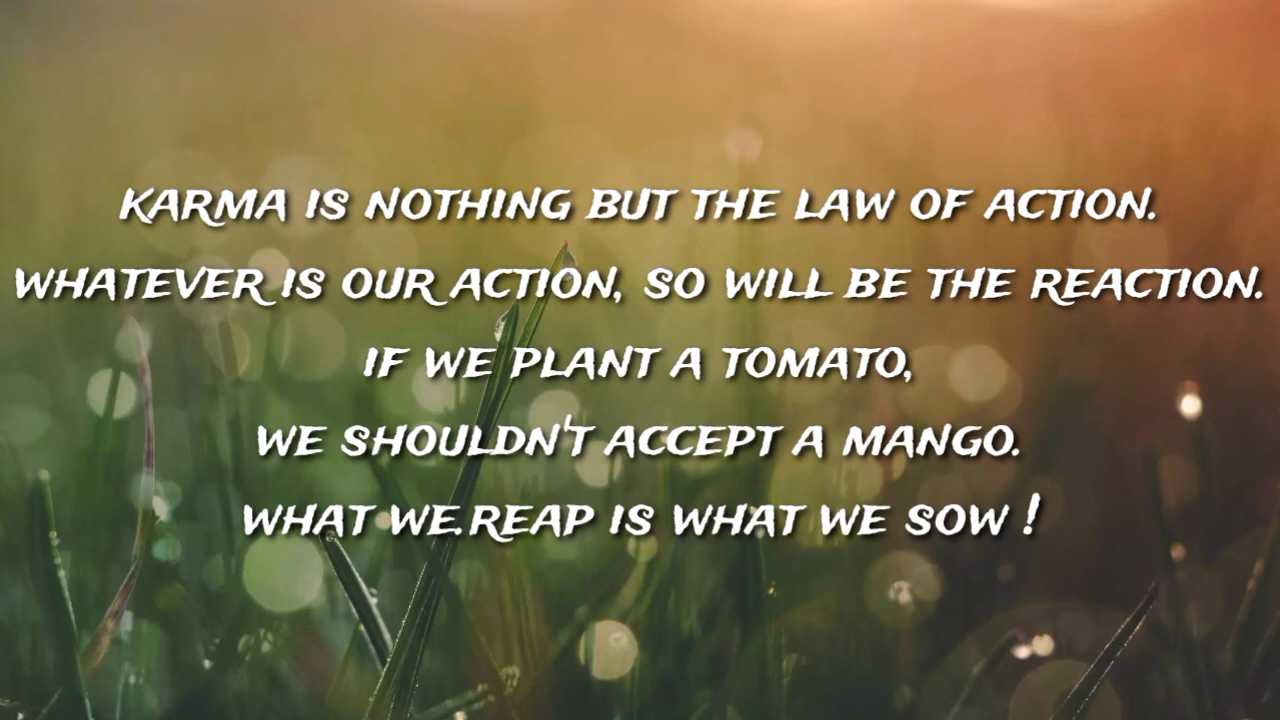 KARMA IS NOTHING BUT THE LAW OF ACTION.
WHATEVER IS OUR ACTION, SO WILL BE THE REACTION.
IF WE PLANT A TOMATO,
WE SHOULDN'T ACCEPT A MANGO.
WHAT WE.REAP IS WHAT WE SOW !